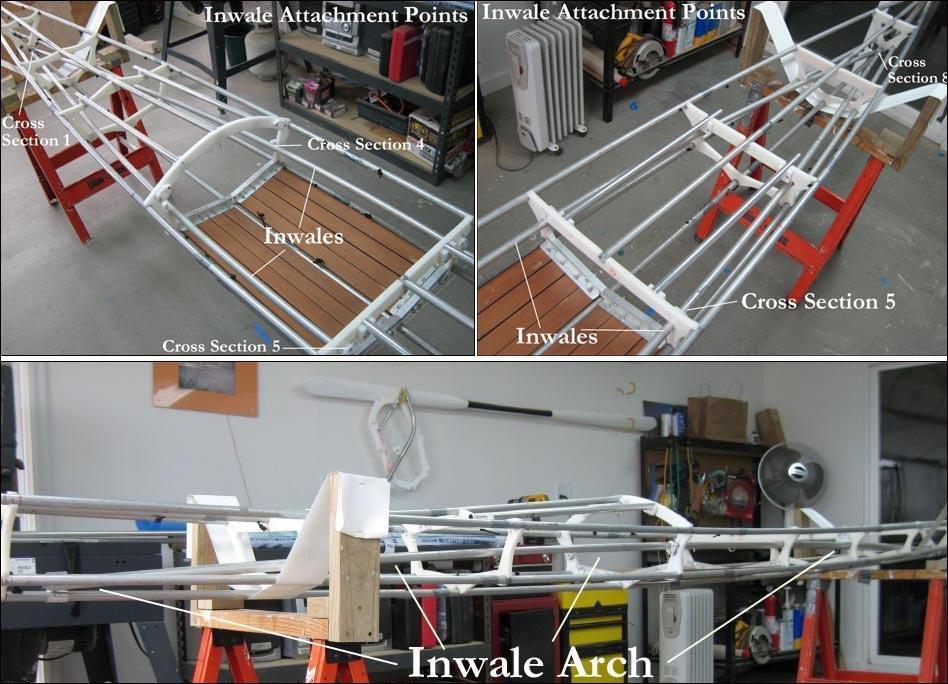 Inwale Attachment Points
Cross
Section 1
Cross Section 4
Inwales
Cross Section 5
Inwale Attachment Points
Cross
Section 8
Cross Section 5
Inwales
Inwale Arch